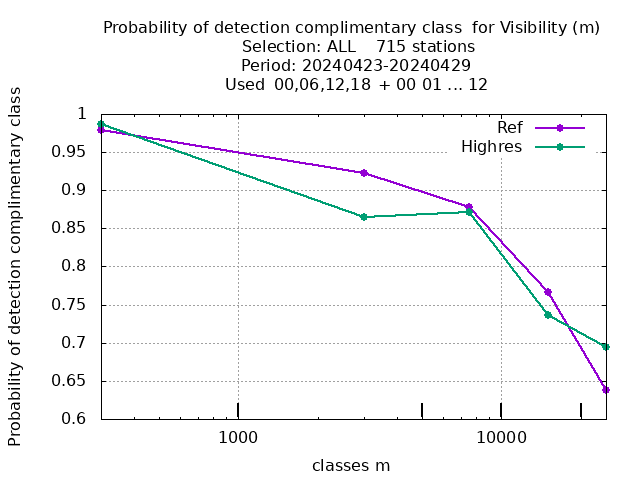 Probability of detection complimentary class  for Visibility (m)
Selection: ALL    715 stations
Period: 20240423-20240429
Used  00,06,12,18 + 00 01 ... 12
Probability of detection complimentary class
1
0.95
0.9
0.85
0.8
0.75
0.7
0.65
0.6
Ref
Highres
1000
10000
classes m